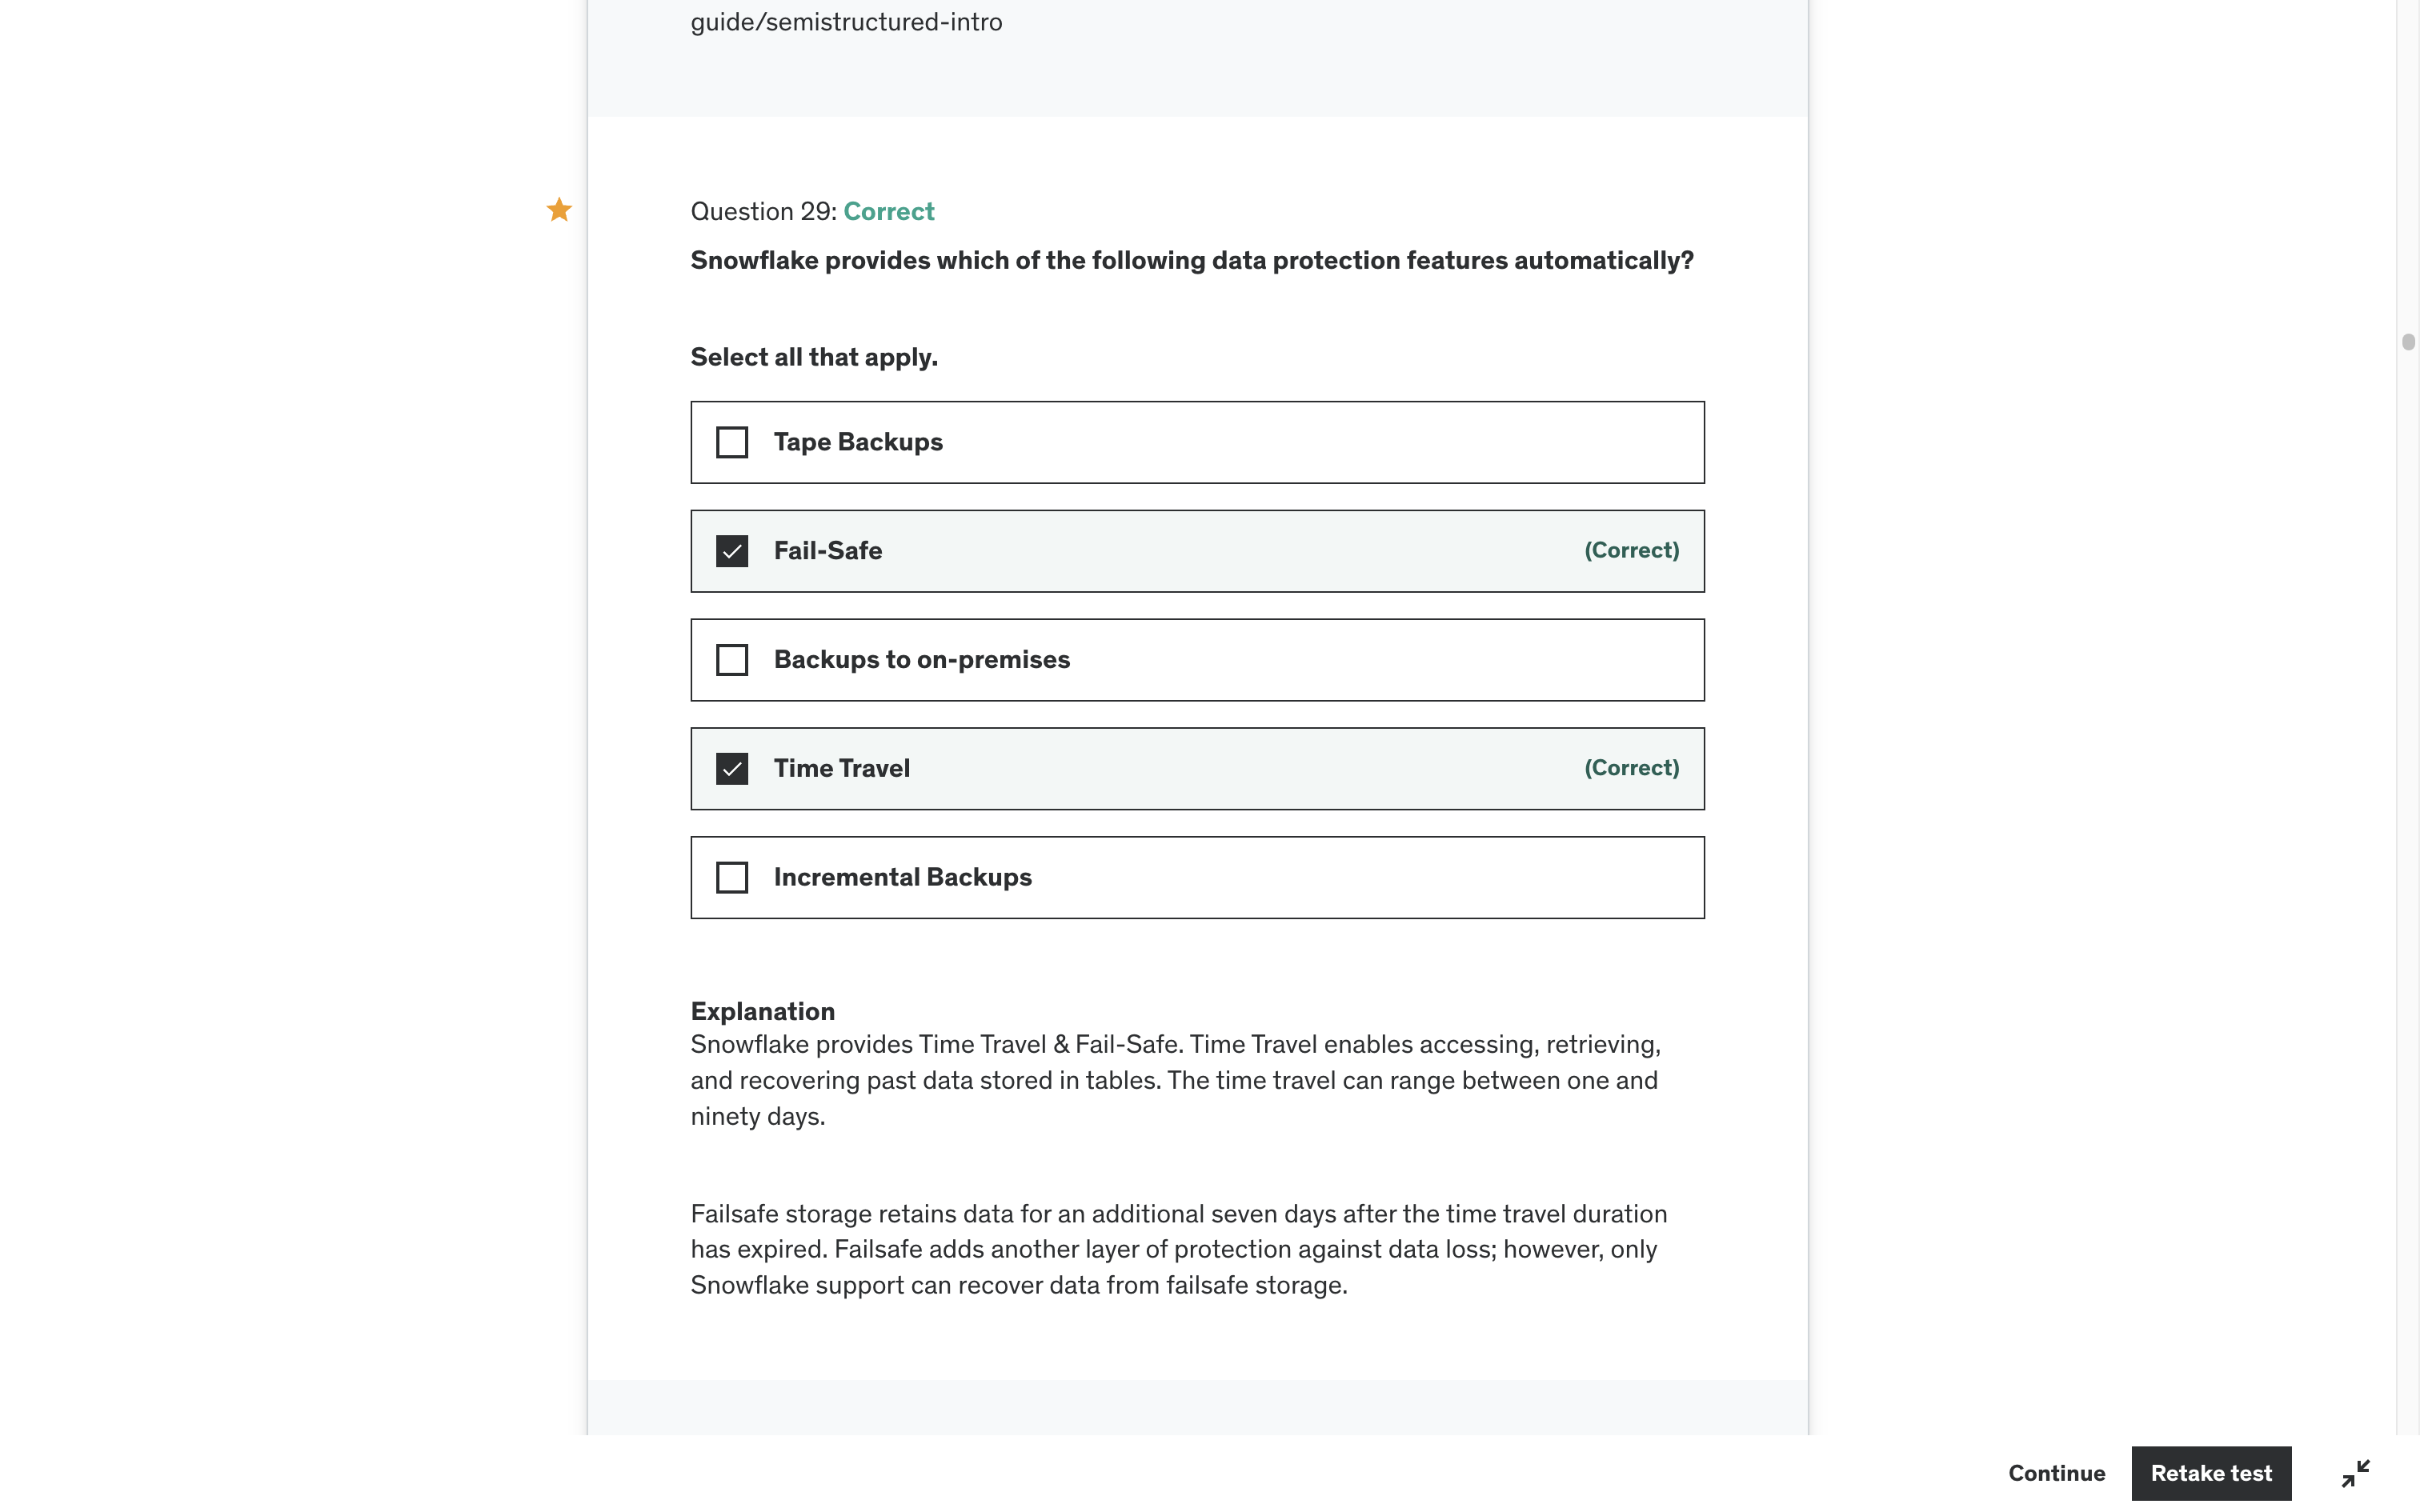 guide/semistructured-intro
Question 29: Correct
Snowflake provides which of the following data protection features automatically?
Select all that apply.
Tape Backups
Fail-Safe (Correct)
Backups to on-premises
Time Travel (Correct)
Incremental Backups
Explanation
Snowflake provides Time Travel & Fail-Safe. Time Travel enables accessing, retrieving,
and recovering past data stored in tables. The time travel can range between one and
ninety days.
Failsafe storage retains data for an additional seven days after the time travel duration
has expired. Failsafe adds another layer of protection against data loss; however, only
Snowflake support can recover data from failsafe storage.
Continue Retake test